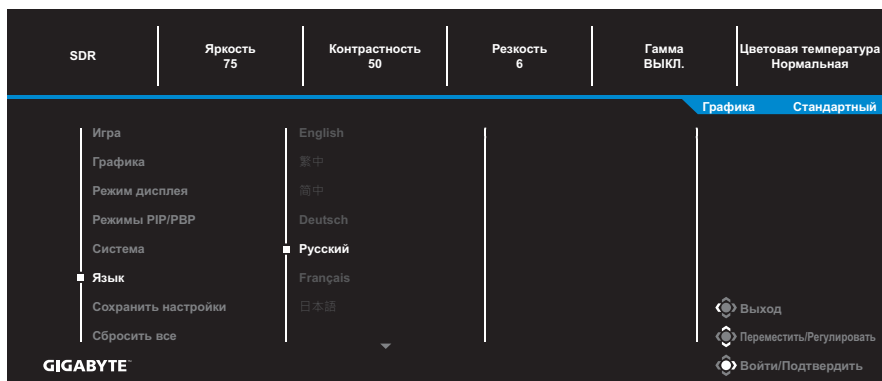 SDR
Яркость
75
Контрастность
50
Резкость
6
Гамма
ВЫКЛ.
Цветовая температура
Нормальная
Графика Стандартный
Игра
Графика
Режим дисплея
Режимы PIP/PBP
Система
Язык
Сохранить настройки
Сбросить все
English
繁中
簡中
Deutsch
Русский
Français
日本語
Выход
Переместить/Регулировать
Войти/Подтвердить
GIGABYTE™